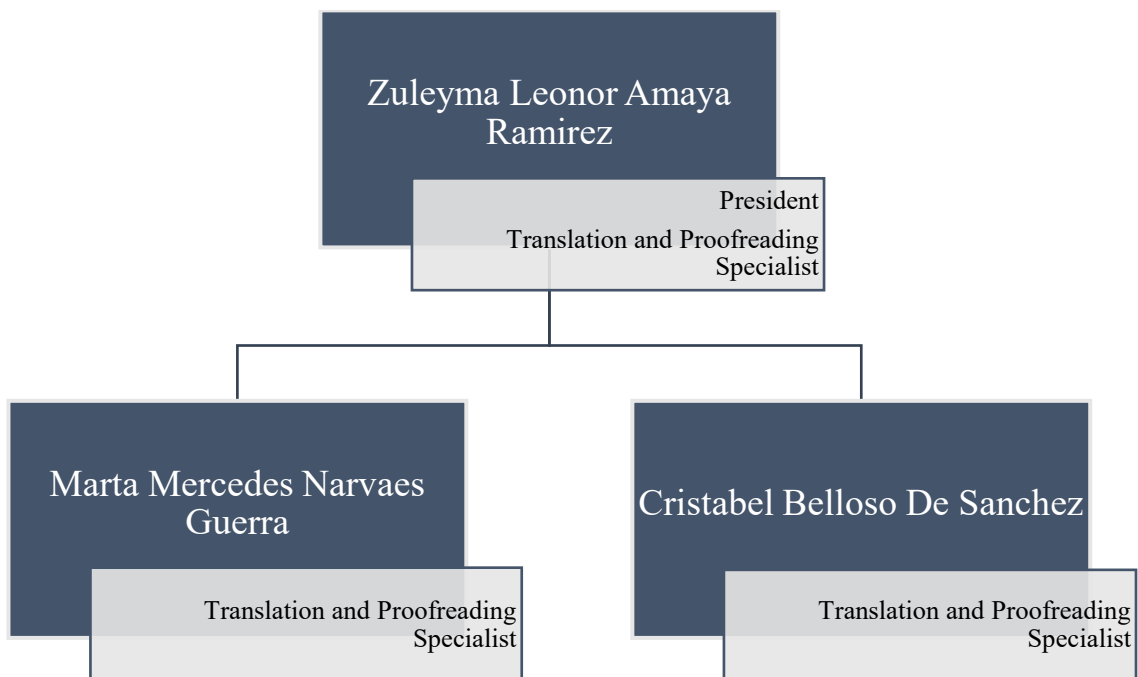 Zuleyma Leonor Amaya
Ramirez
President
Translation and Proofreading
Specialist
Marta Mercedes Narvaes
Guerra
Translation and Proofreading
Specialist
Cristabel Belloso De Sanchez
Translation and Proofreading
Specialist